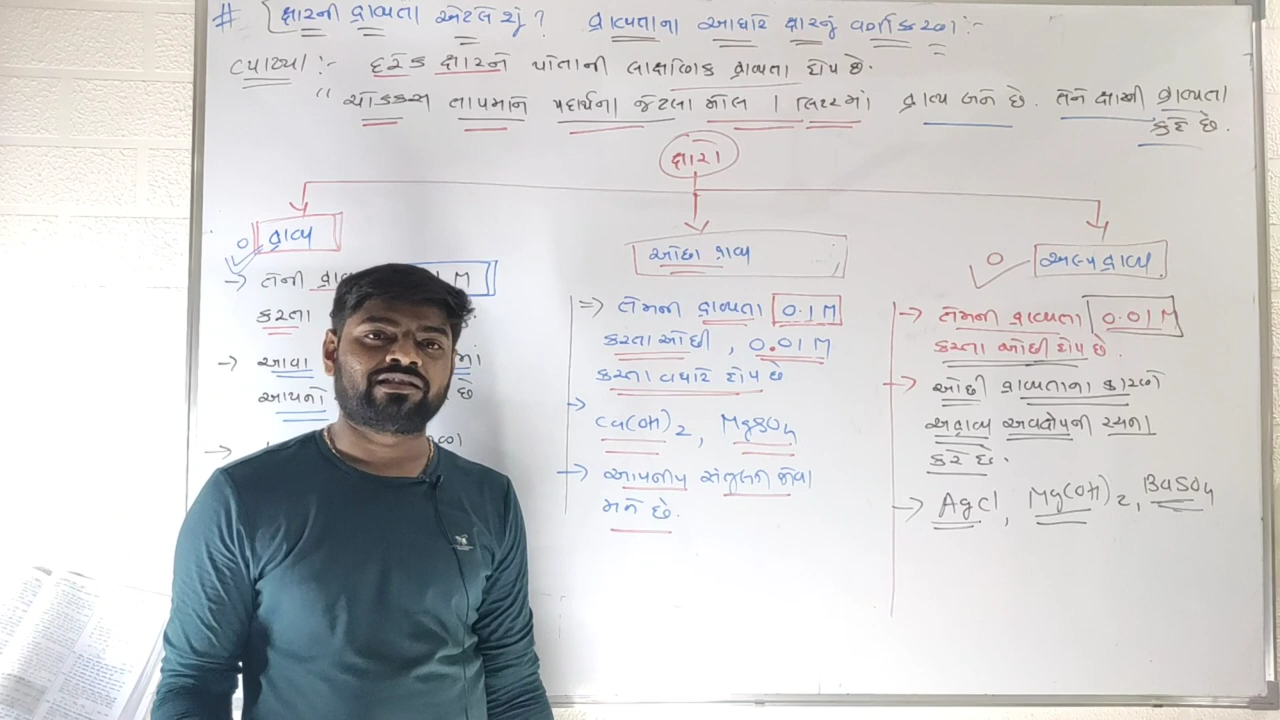 # ક્ષારની દ્રાવ્યતા એટલે શું? દ્રાવ્યતાના આધારે ક્ષારનું વર્ગીકરણ:-
વ્યાખ્યા:- દરેક ક્ષારને પોતાની લાક્ષણિક દ્રાવ્યતા હોય છે.
" ચોક્કસ તાપમાને પદાર્થના જેટલા મોલ 1 લિટરમાં દ્રાવ્ય બને છે. તેને ક્ષારની દ્રાવ્યતા
કહે છે.
ક્ષારો
દ્રાવ્ય
→ તેની M
કરતા
→ આવા માં
આપનો છે
→
ઓછા દ્રાવ્ય
⇒ તેમની દ્રાવ્યતા 0.1 M
કરતા ઓછી, 0.01 M
કરતા વધારે હોય છે
→ Ca(OH)2, MgSO4
→ આયનીય સંતુલન જોવા
મળે છે.
અલ્પ દ્રાવ્ય
→ તેમની દ્રાવ્યતા 0.01 M
કરતા ઓછી હોય છે.
→ ઓછી દ્રાવ્યતાના કારણે
અદ્રાવ્ય અવક્ષેપની રચના
કરે છે.
→ AgCl, Mg(OH)2, BaSO4